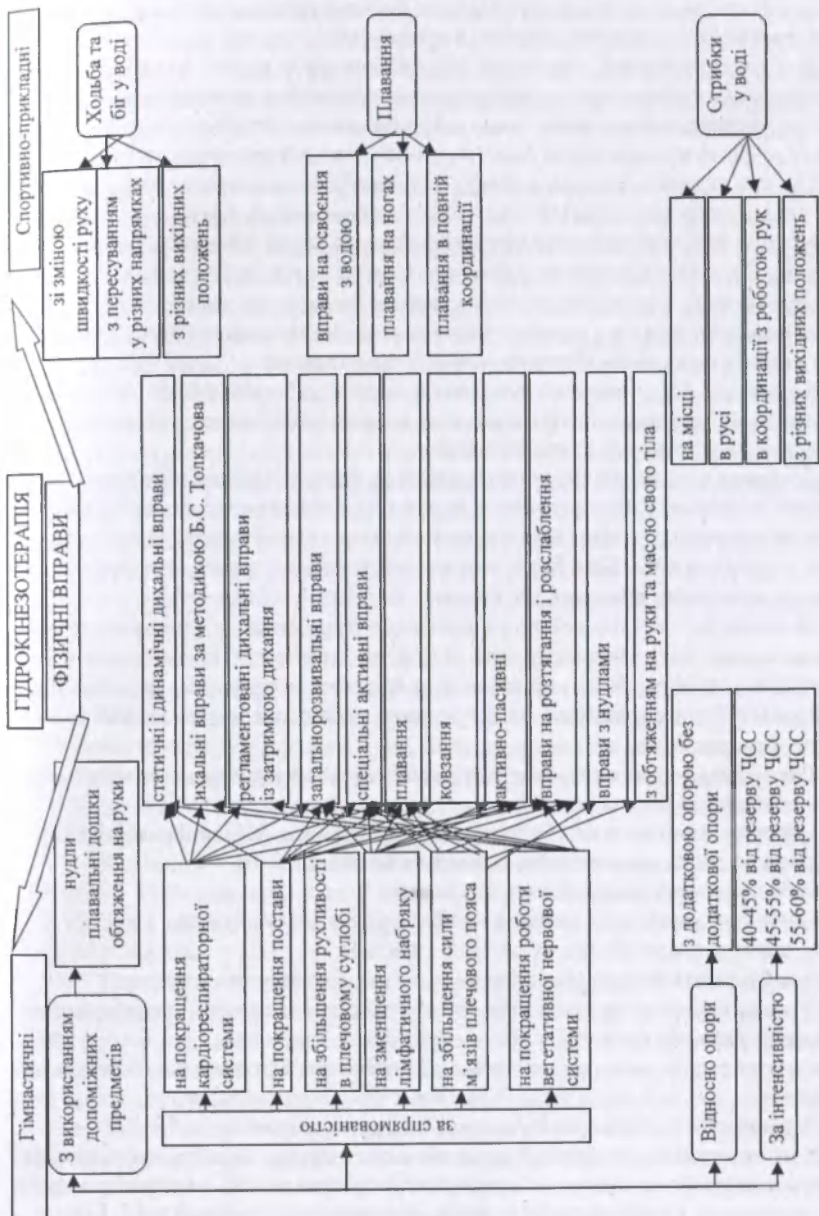 ГІДРОКІНЕЗОТЕРАПІЯ
ФІЗИЧНІ ВПРАВИ
Гімнастичні
З використанням
допоміжних
предметів
нудли
плавальні дошки
обтяження на руки
за спрямованістю
на покращення
кардіореспираторної
системи
на покращення постави
на збільшення рухливості
в плечовому суглобі
на зменшення
лімфатичного набряку
на збільшення сили
м'язів плечового пояса
на покращення роботи
вегетативної нервової
системи
статичні і динамічні дихальні вправи
дихальні вправи за методикою Б.С. Толкачова
регламентовані дихальні вправи
із затримкою дихання
загальнорозвивальні вправи
спеціальні поставні вправи
плавання
ковзання
активно-пасивні
вправи на розтягання, розслаблення
вправи з нудлами
з обтяженням на руки та масою свого тіла
Відносно опори
з додатковою опорою, без
додаткової опори
За інтенсивністю
40–45% від резерву ЧСС
45–55% від резерву ЧСС
55–60% від резерву ЧСС
Спортивно-прикладні
Ходьба та
біг у воді
зі зміною
швидкості руху
з пересуванням
у різних напрямках
з різних вихідних
положень
Плавання
вправи на освоєння
з водою
плавання на ногах
плавання в повній
координації
Стрибки
у воді
на місці
в русі
в координації з роботою рук
з різних вихідних положень